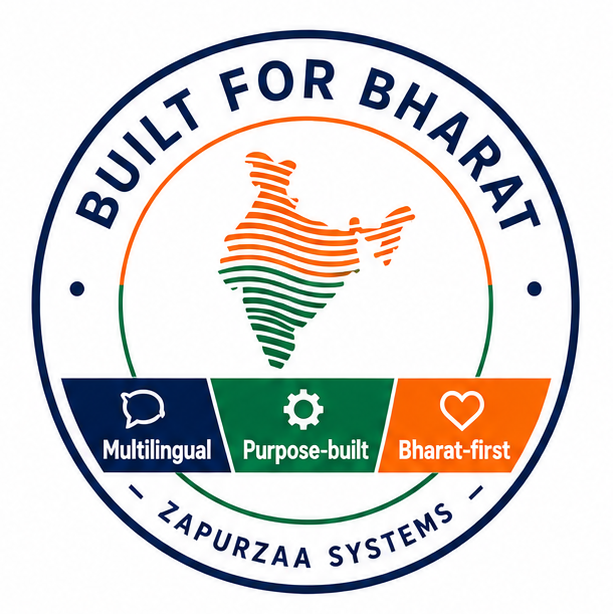 BUILT FOR BHARAT
Multilingual
Purpose-built
Bharat-first
ZAPURZAA SYSTEMS